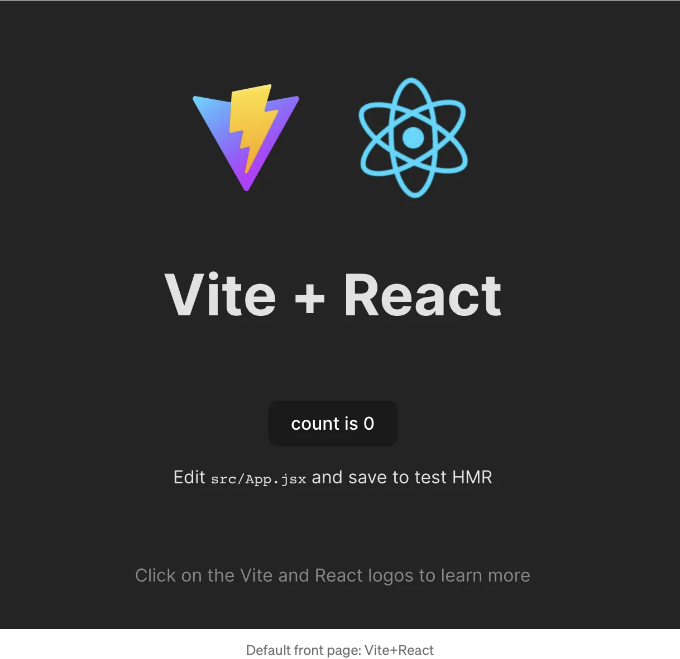 Vite + React
count is 0
Edit src/App.jsx and save to test HMR
Click on the Vite and React logos to learn more
Default front page: Vite+React